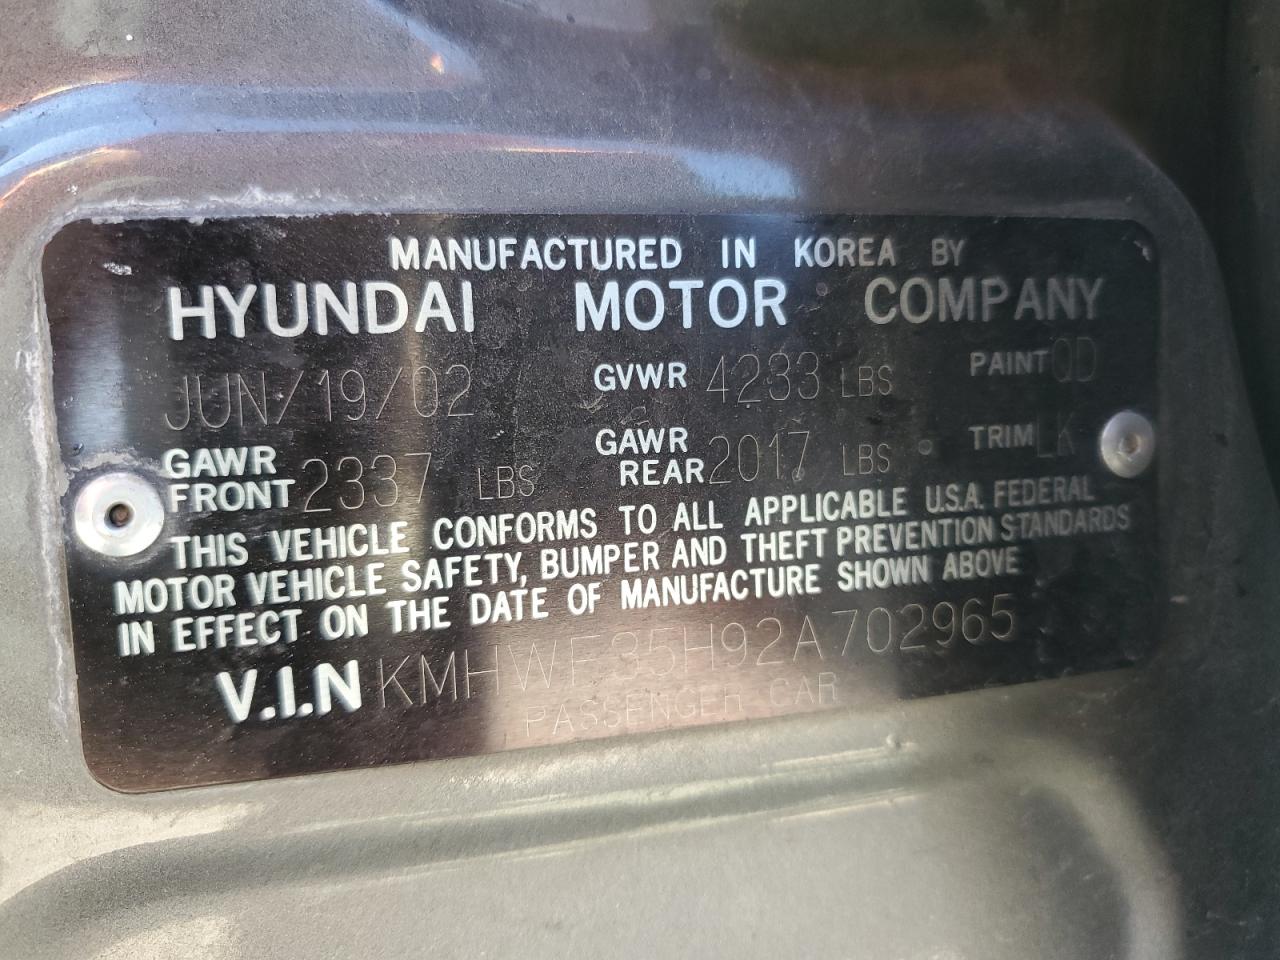 MANUFACTURED IN KOREA BY
HYUNDAI MOTOR COMPANY
JUN/19/02 GVWR 4233 LBS PAINT QD
GAWR FRONT 2337 LBS GAWR REAR 2017 LBS TRIM LK
THIS VEHICLE CONFORMS TO ALL APPLICABLE U.S.A. FEDERAL
MOTOR VEHICLE SAFETY, BUMPER AND THEFT PREVENTION STANDARDS
IN EFFECT ON THE DATE OF MANUFACTURE SHOWN ABOVE
V.I.N KMHWF35H92A702965
PASSENGER CAR